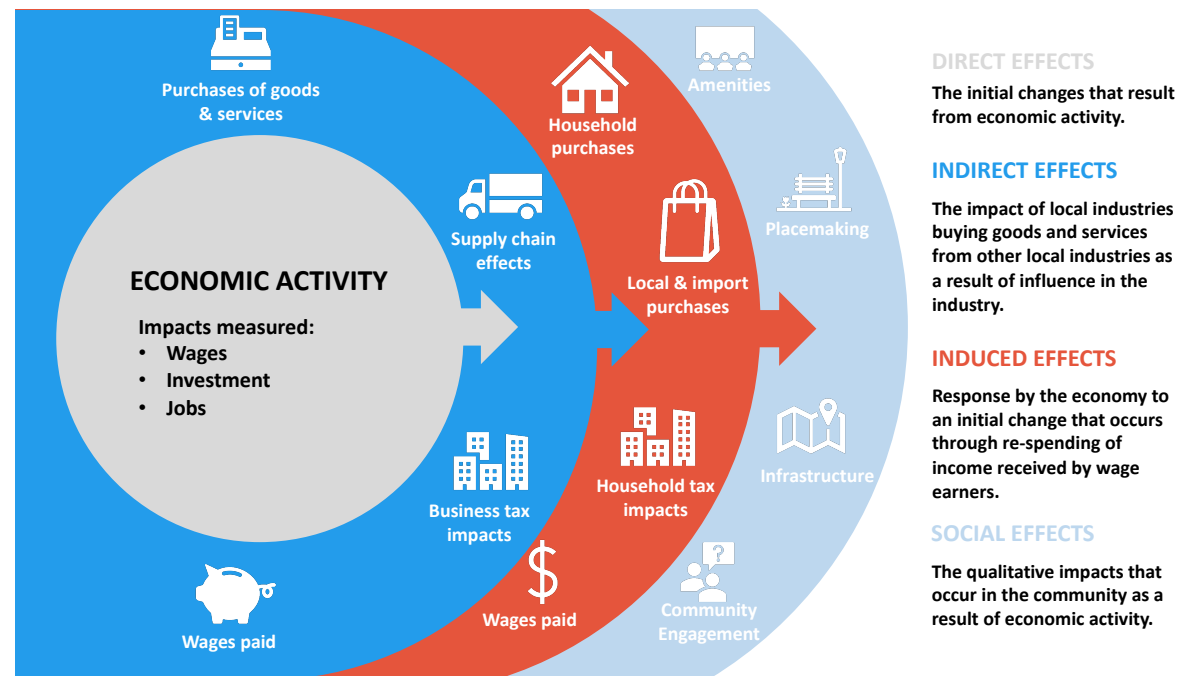 Purchases of goods
& services
Household
purchases
Amenities
Supply chain
effects
Local & import
purchases
Placemaking
ECONOMIC ACTIVITY
Impacts measured:
• Wages
• Investment
• Jobs
Business tax
impacts
Household tax
impacts
Infrastructure
Wages paid
Wages paid
?
Community
Engagement
DIRECT EFFECTS
The initial changes that result
from economic activity.
INDIRECT EFFECTS
The impact of local industries
buying goods and services
from other local industries as
a result of influence in the
industry.
INDUCED EFFECTS
Response by the economy to
an initial change that occurs
through re-spending of
income received by wage
earners.
SOCIAL EFFECTS
The qualitative impacts that
occur in the community as a
result of economic activity.